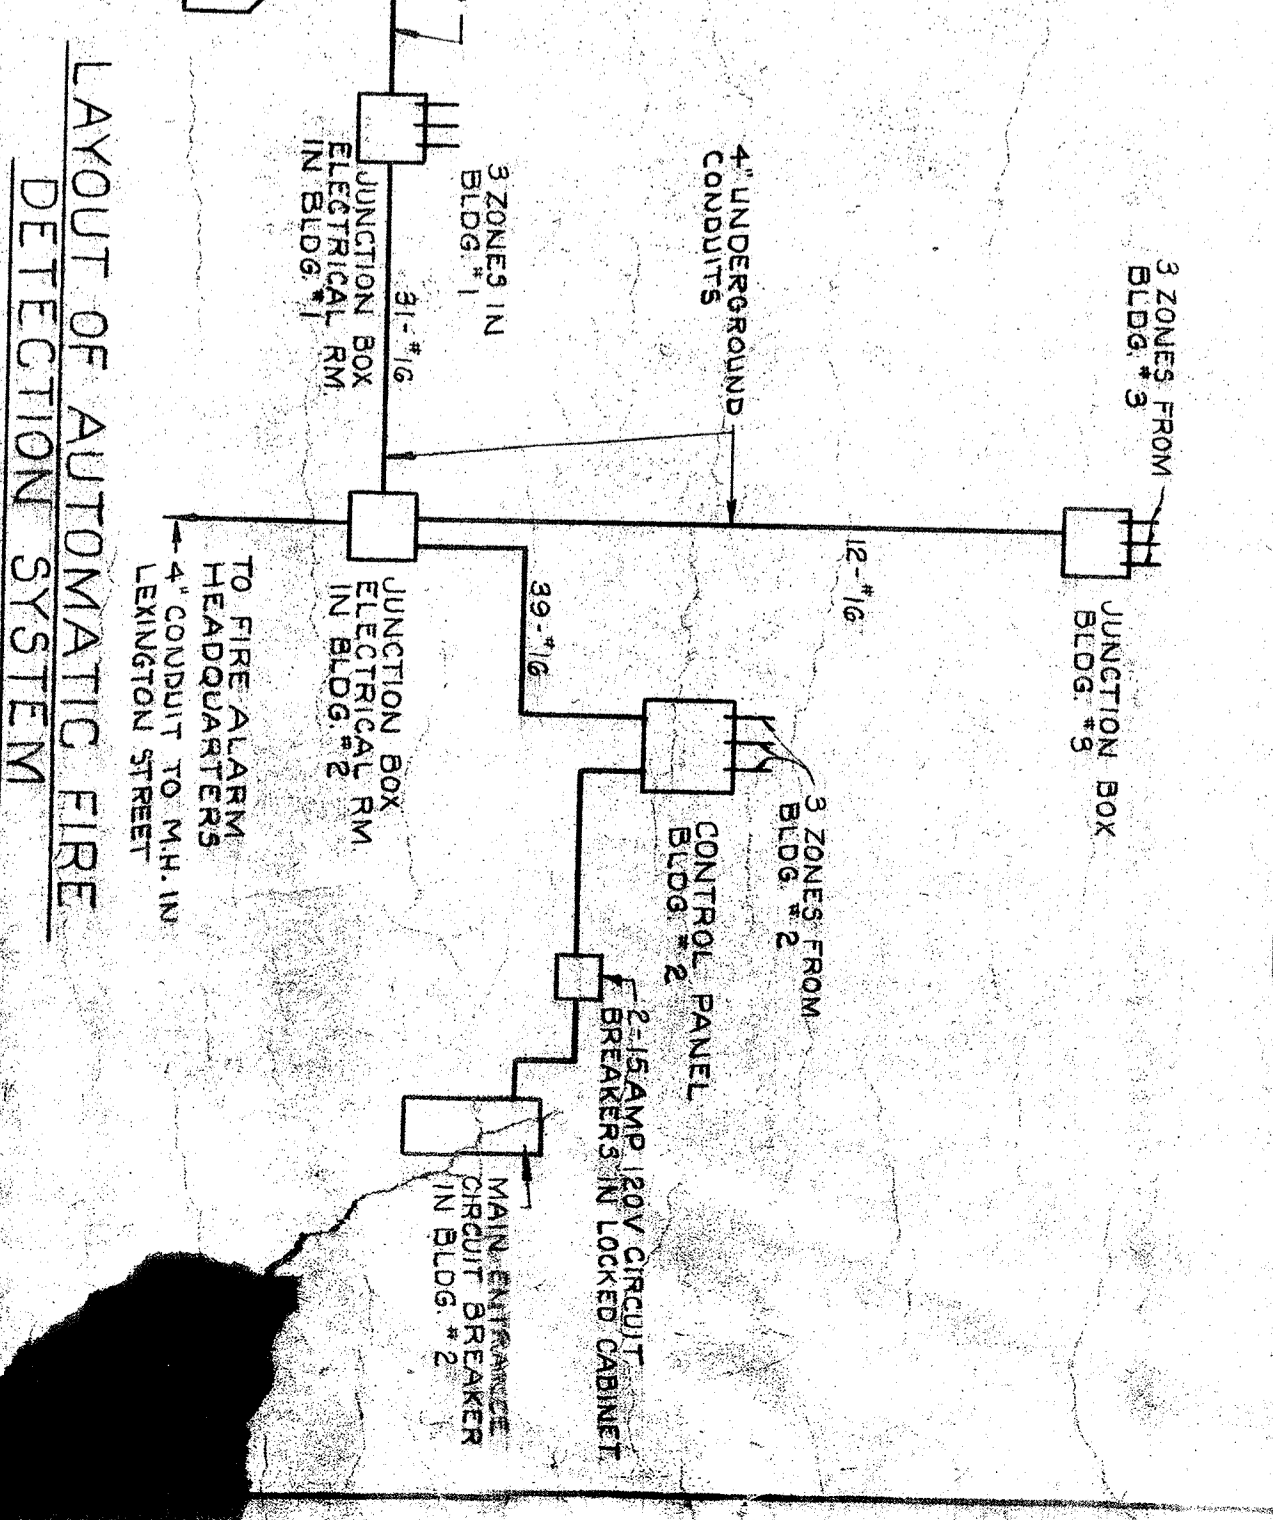 3 ZONES FROM
BLDG. #3
JUNCTION BOX
BLDG. #3
12-#16
4" UNDERGROUND
CONDUITS
3 ZONES FROM
BLDG. #2
CONTROL PANEL
BLDG. #2
2-15 AMP 120V CIRCUIT
BREAKERS IN LOCKED CABINET.
39-#16
3 ZONES IN
BLDG. #1
31-#16
JUNCTION BOX
ELECTRICAL RM.
IN BLDG. #1
JUNCTION BOX
ELECTRICAL RM
IN BLDG. #2
MAIN ENTRANCE
CIRCUIT BREAKER
IN BLDG. #2
TO FIRE ALARM
HEADQUARTERS
4" CONDUIT TO M.H. IN
LEXINGTON STREET
LAYOUT OF AUTOMATIC FIRE
DETECTION SYSTEM